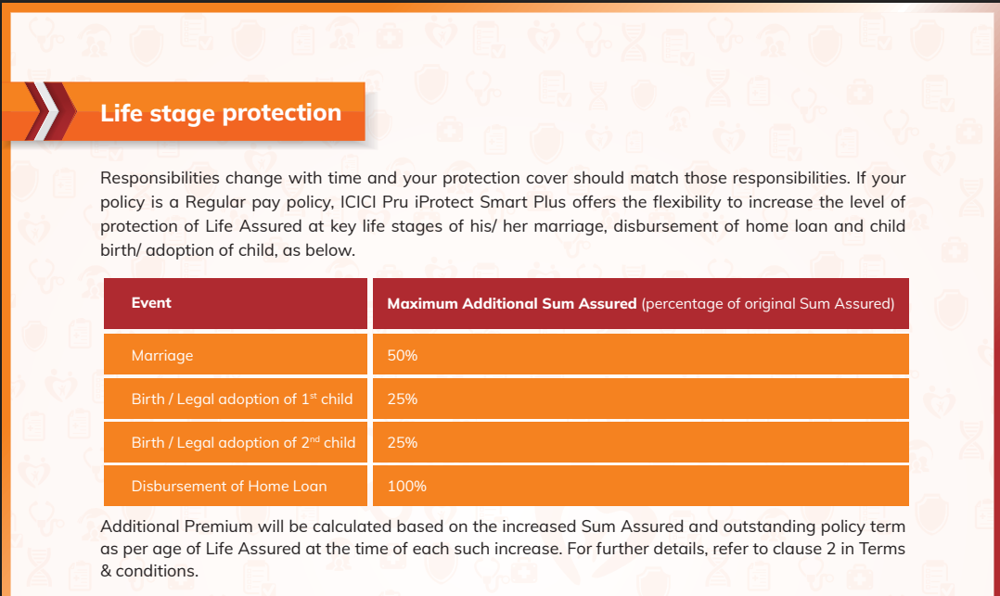 Life stage protection
Responsibilities change with time and your protection cover should match those responsibilities. If your
policy is a Regular pay policy, ICICI Pru iProtect Smart Plus offers the flexibility to increase the level of
protection of Life Assured at key life stages of his/ her marriage, disbursement of home loan and child
birth/ adoption of child, as below.
Event Maximum Additional Sum Assured (percentage of original Sum Assured)
Marriage 50%
Birth / Legal adoption of 1st child 25%
Birth / Legal adoption of 2nd child 25%
Disbursement of Home Loan 100%
Additional Premium will be calculated based on the increased Sum Assured and outstanding policy term
as per age of Life Assured at the time of each such increase. For further details, refer to clause 2 in Terms
& conditions.